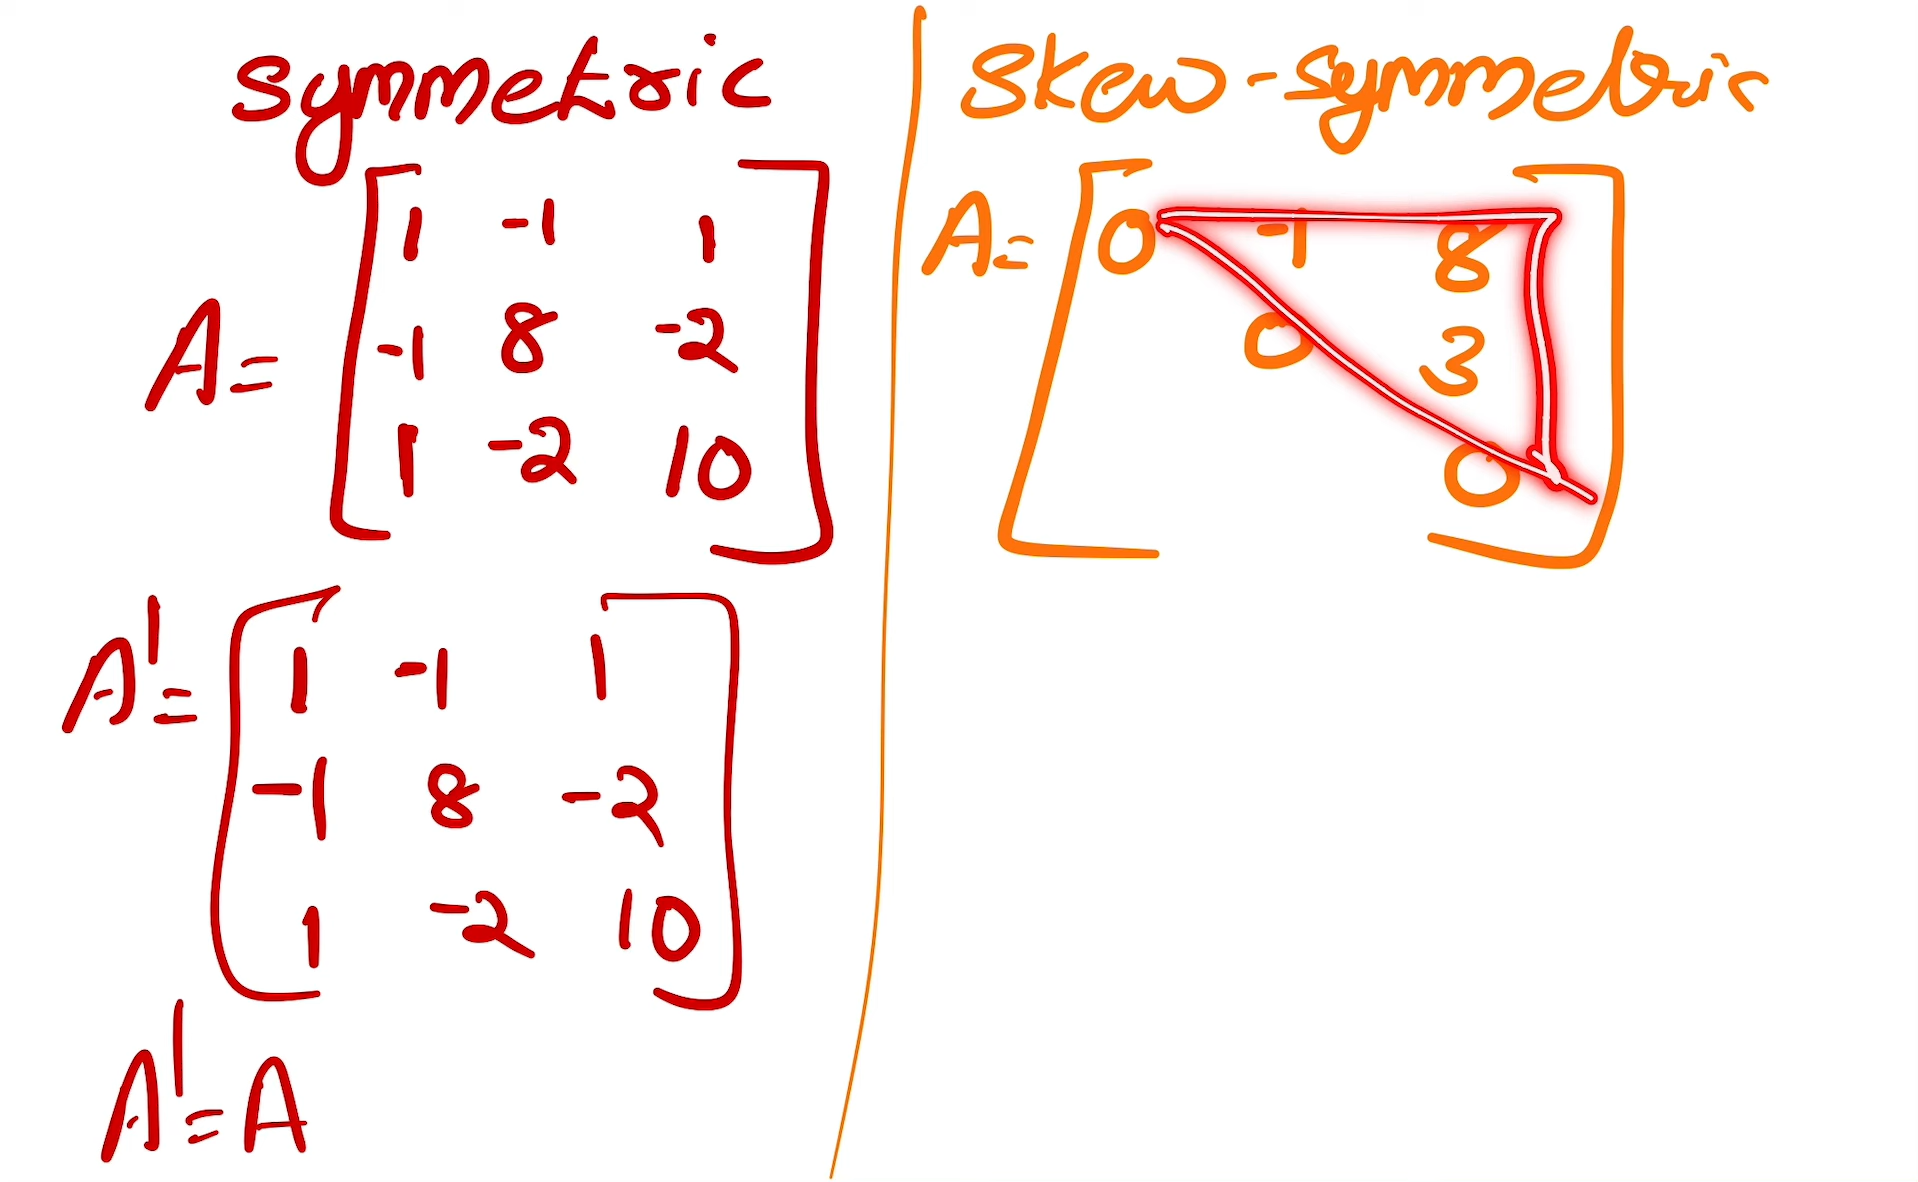 symmetric
A= [1 -1 1
-1 8 -2
1 -2 10]
A'= [1 -1 1
-1 8 -2
1 -2 10]
A'=A
Skew-symmetric
A= [0 -1 8
0 3
0]